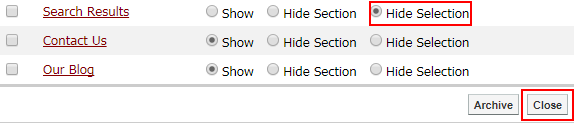 Search Results Show Hide Section Hide Selection
Contact Us Show Hide Section Hide Selection
Our Blog Show Hide Section Hide Selection
Archive Close